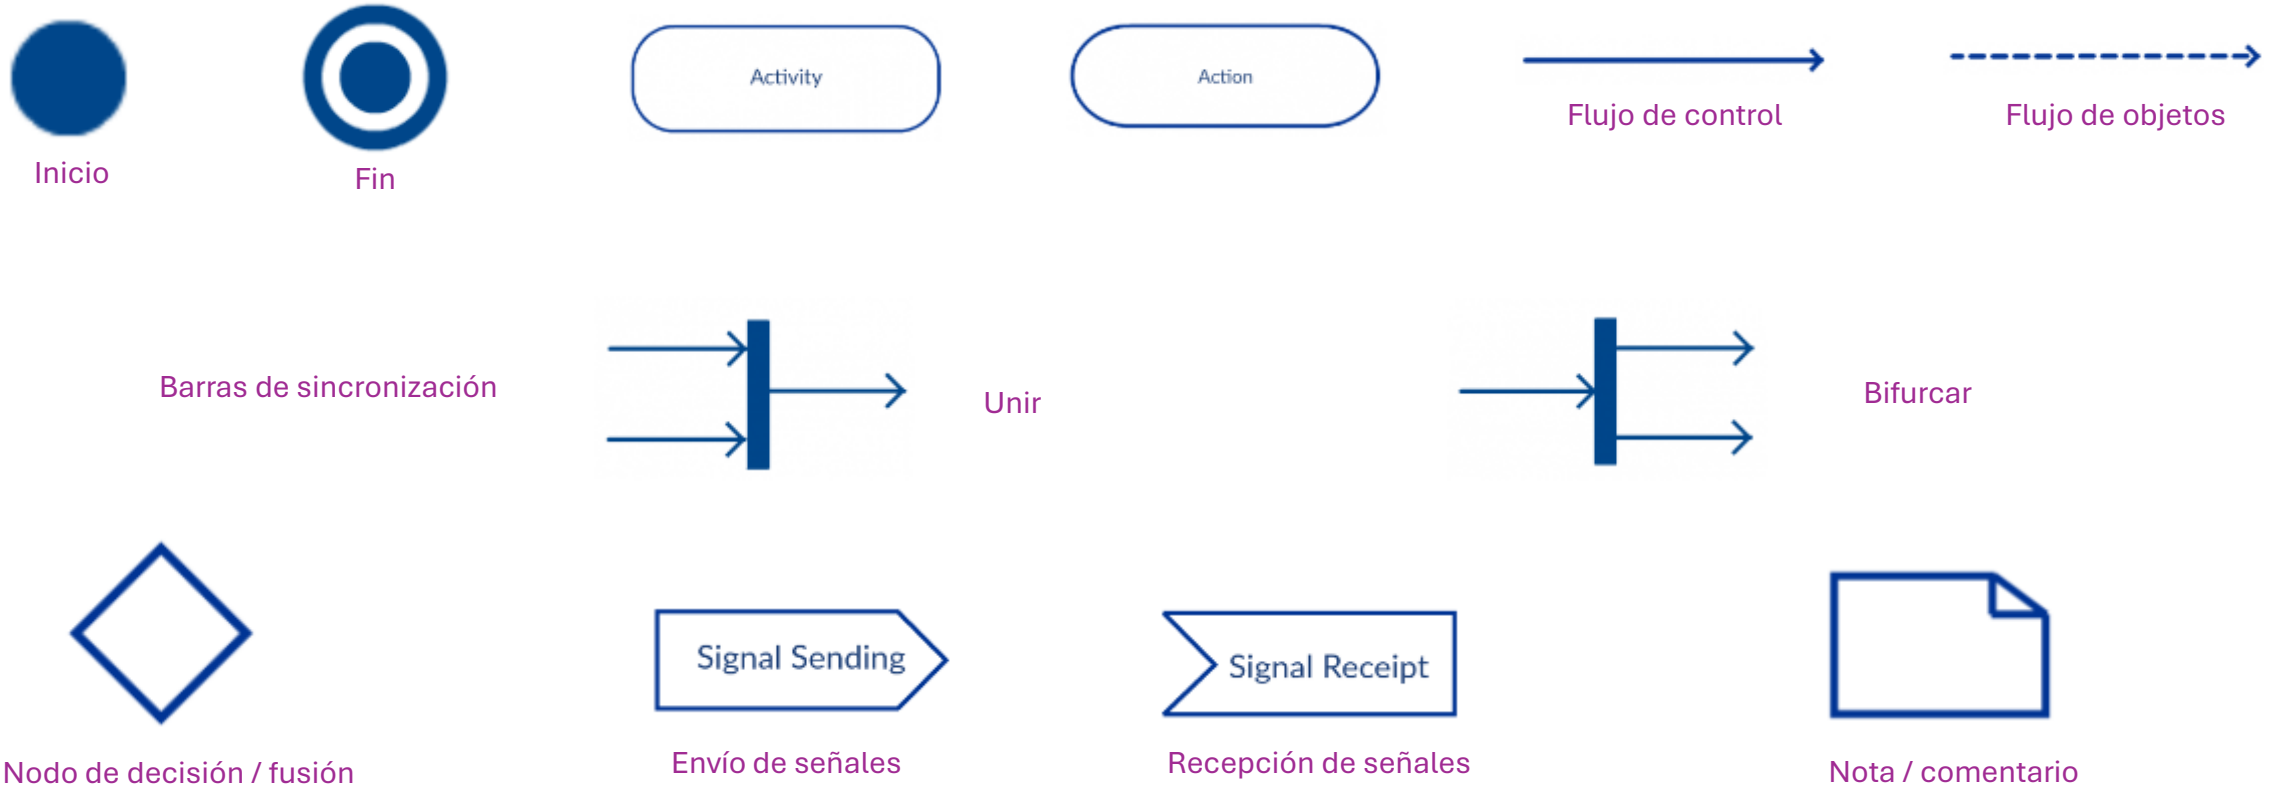 Activity
Action
Flujo de control
Flujo de objetos
Inicio
Fin
Barras de sincronización
Unir
Bifurcar
Signal Sending
Signal Receipt
Nodo de decisión / fusión
Envío de señales
Recepción de señales
Nota / comentario